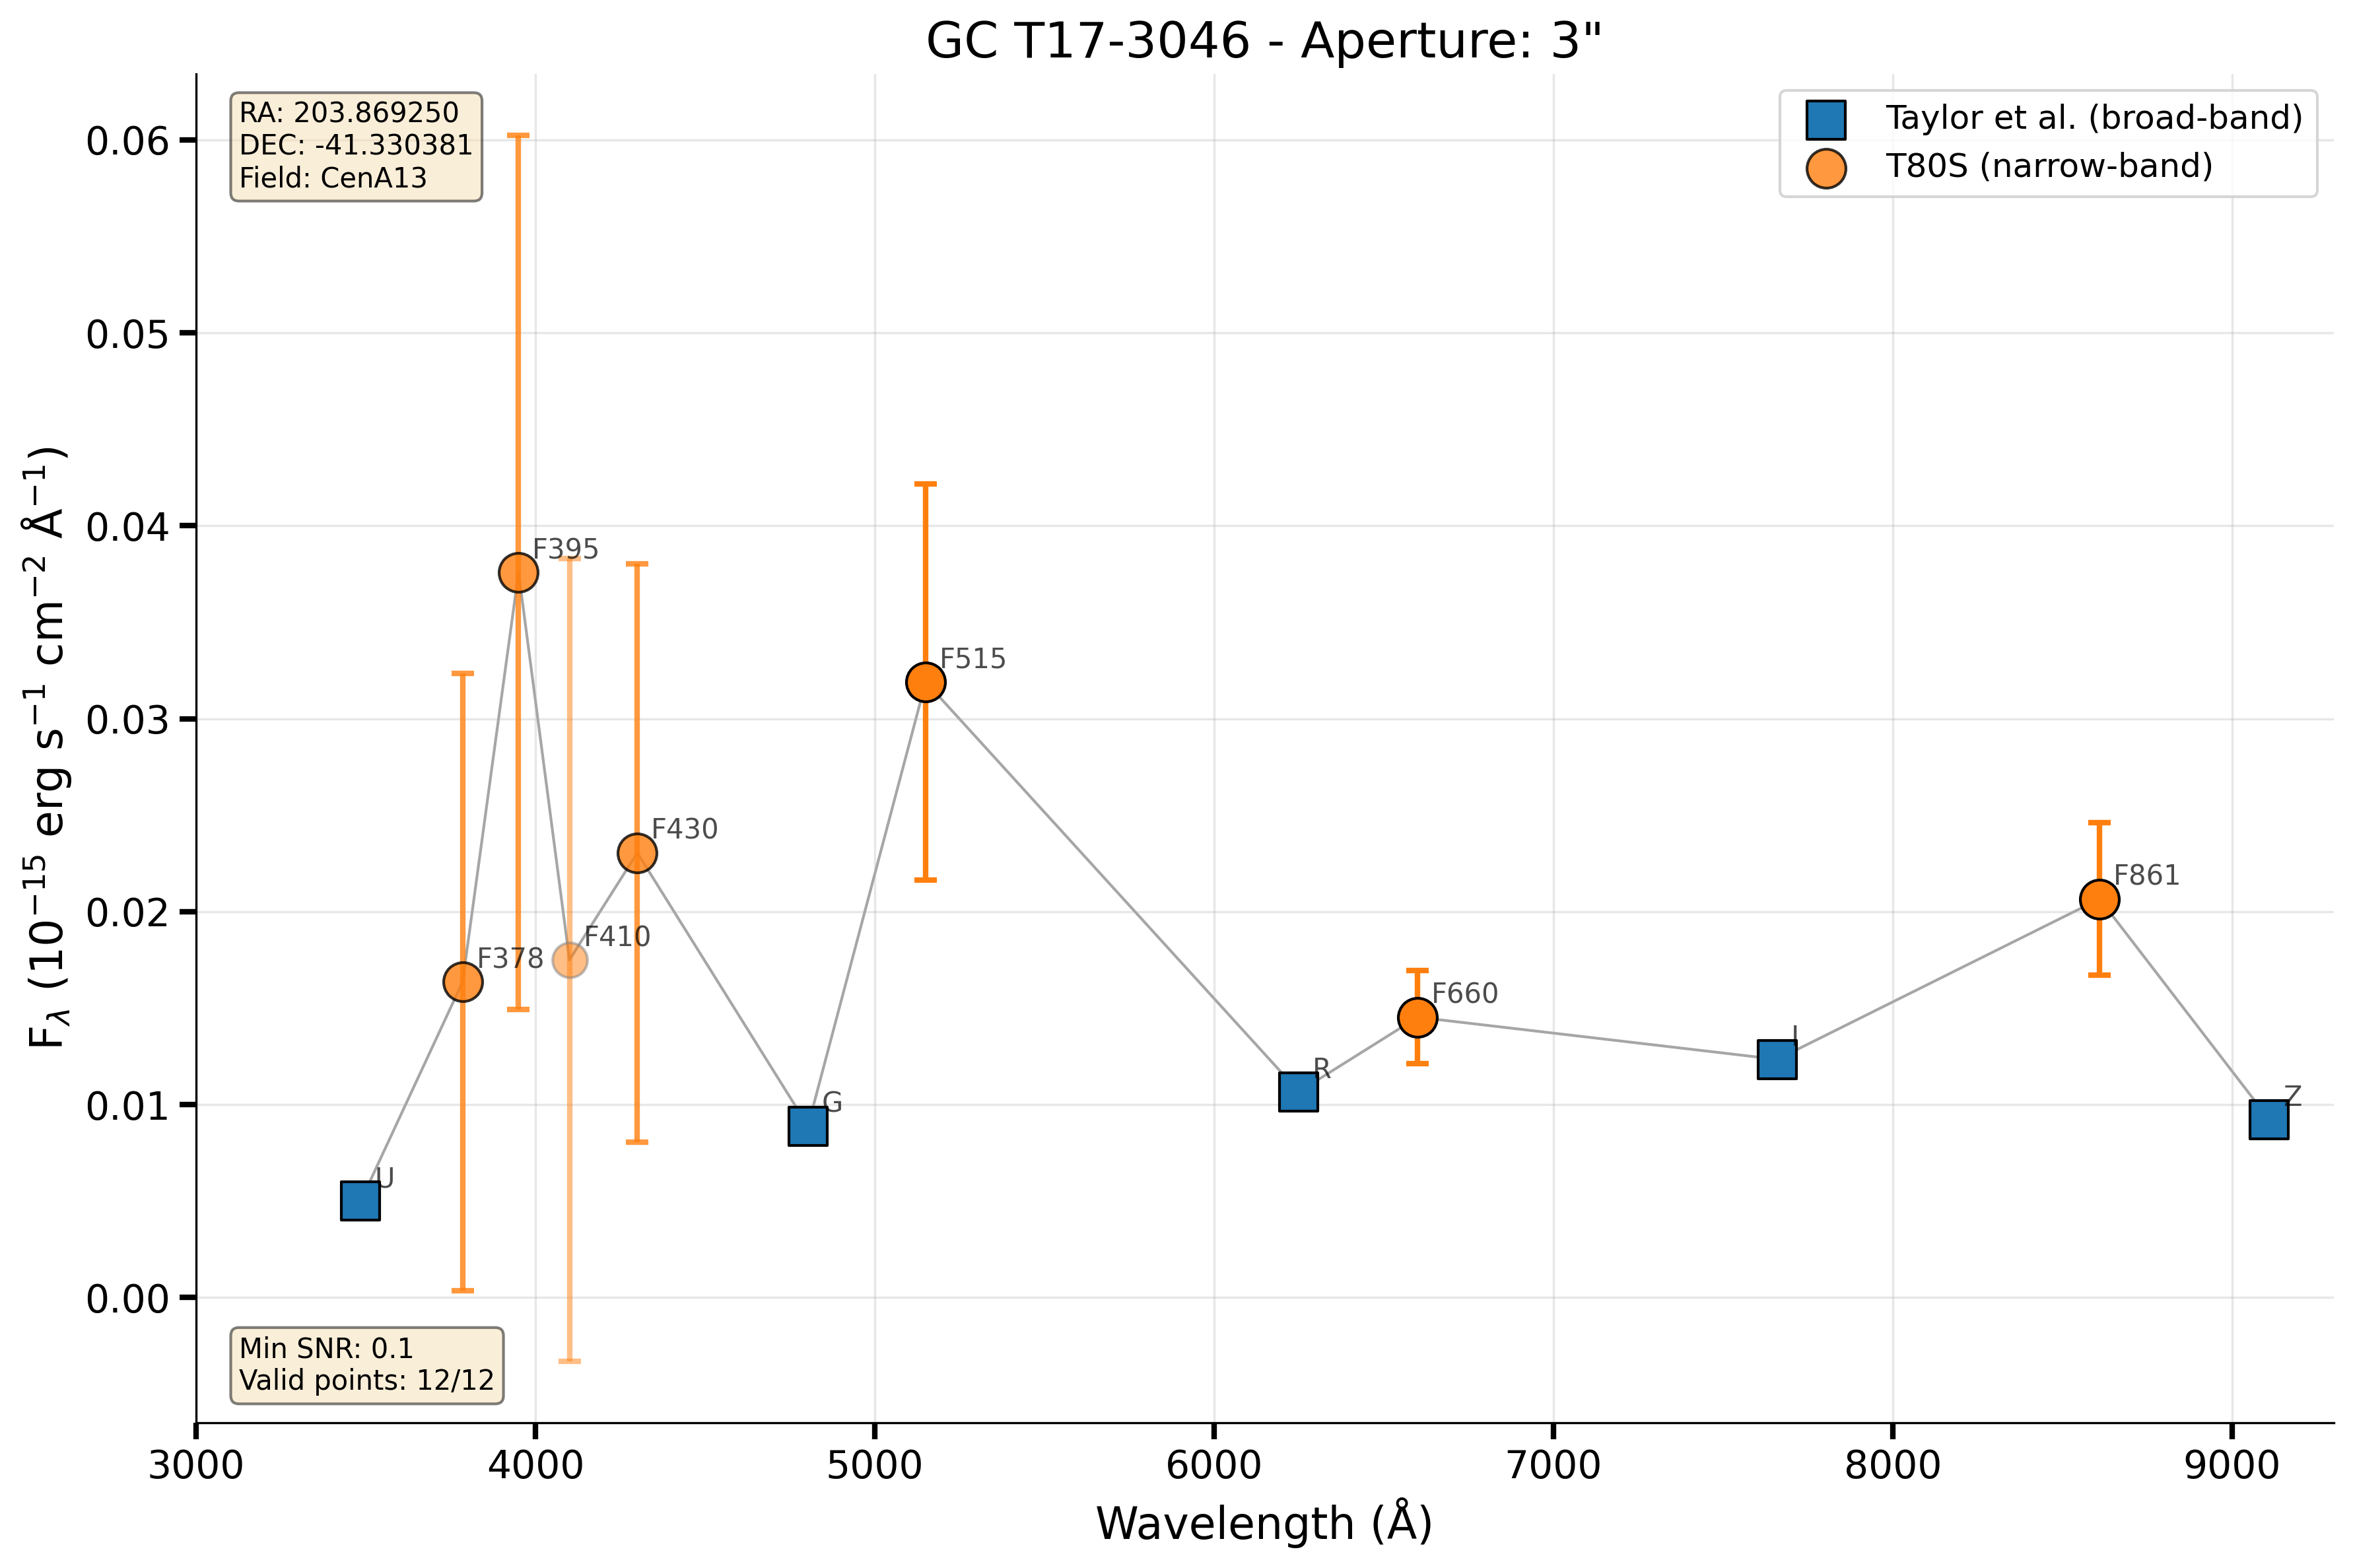 GC T17-3046 - Aperture: 3"
RA: 203.869250
DEC: -41.330381
Field: CenA13
Taylor et al. (broad-band)
T80S (narrow-band)
0.06
0.05
0.04
0.03
0.02
0.01
0.00
F$_{\lambda}$ (10$^{-15}$ erg s$^{-1}$ cm$^{-2}$ Å$^{-1}$)
F395
F515
F430
F861
F410
F378
F660
I
R
G
Z
U
Min SNR: 0.1
Valid points: 12/12
3000 4000 5000 6000 7000 8000 9000
Wavelength (Å)